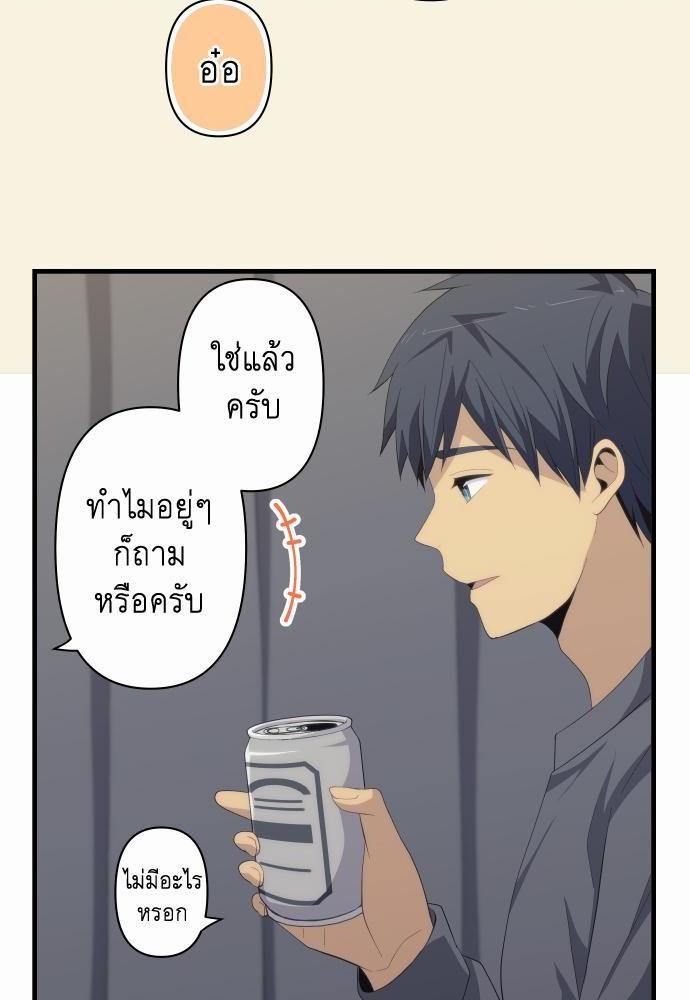 อ๋อ
ใช่แล้ว
ครับ
ทำไมอยู่ๆ
ก็ถาม
หรือครับ
ไม่มีอะไร
หรอก